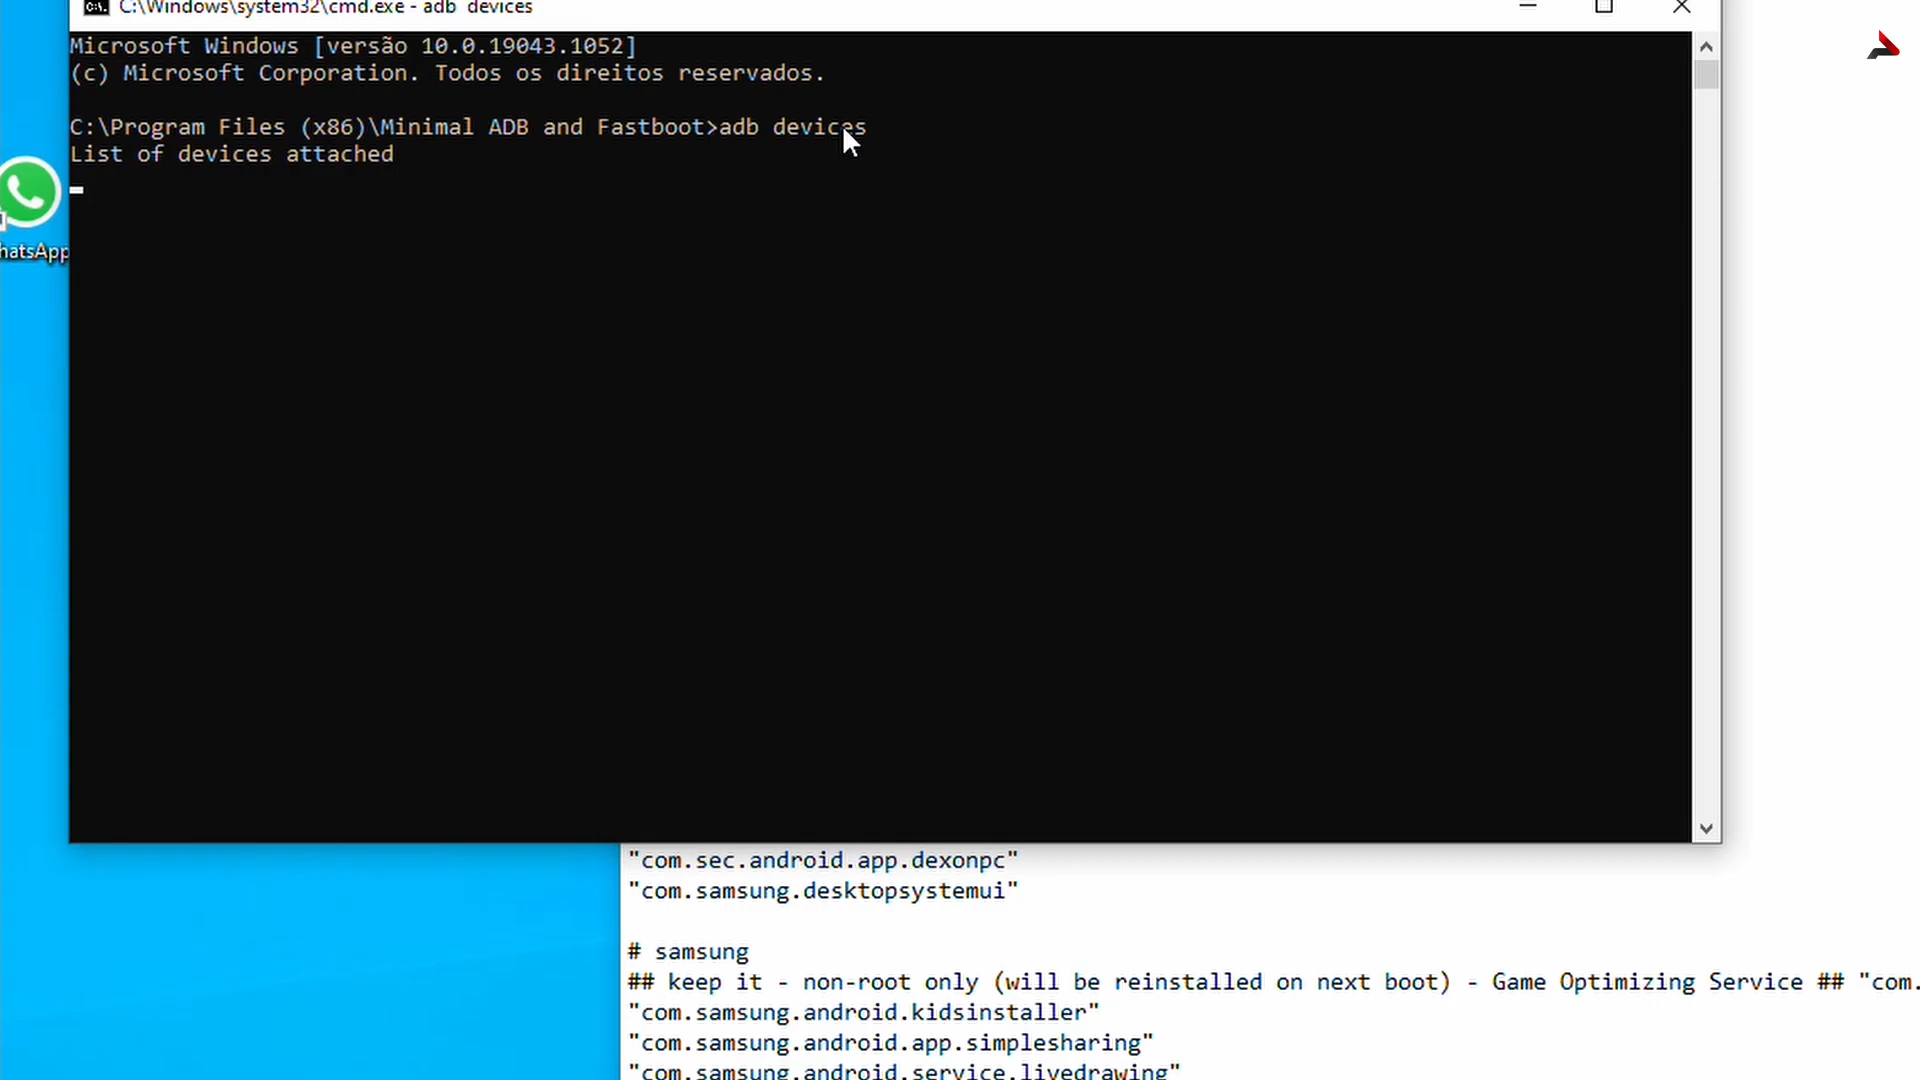 C:\Windows\system32\cmd.exe - adb  devices
Microsoft Windows [versão 10.0.19043.1052]
(c) Microsoft Corporation. Todos os direitos reservados.
C:\Program Files (x86)\Minimal ADB and Fastboot>adb devices
List of devices attached
hatsApp
"com.sec.android.app.dexonpc"
"com.samsung.desktopsystemui"
# samsung
## keep it - non-root only (will be reinstalled on next boot) - Game Optimizing Service ## "com.
"com.samsung.android.kidsinstaller"
"com.samsung.android.app.simplesharing"
"com.samsung.android.service.livedrawing"